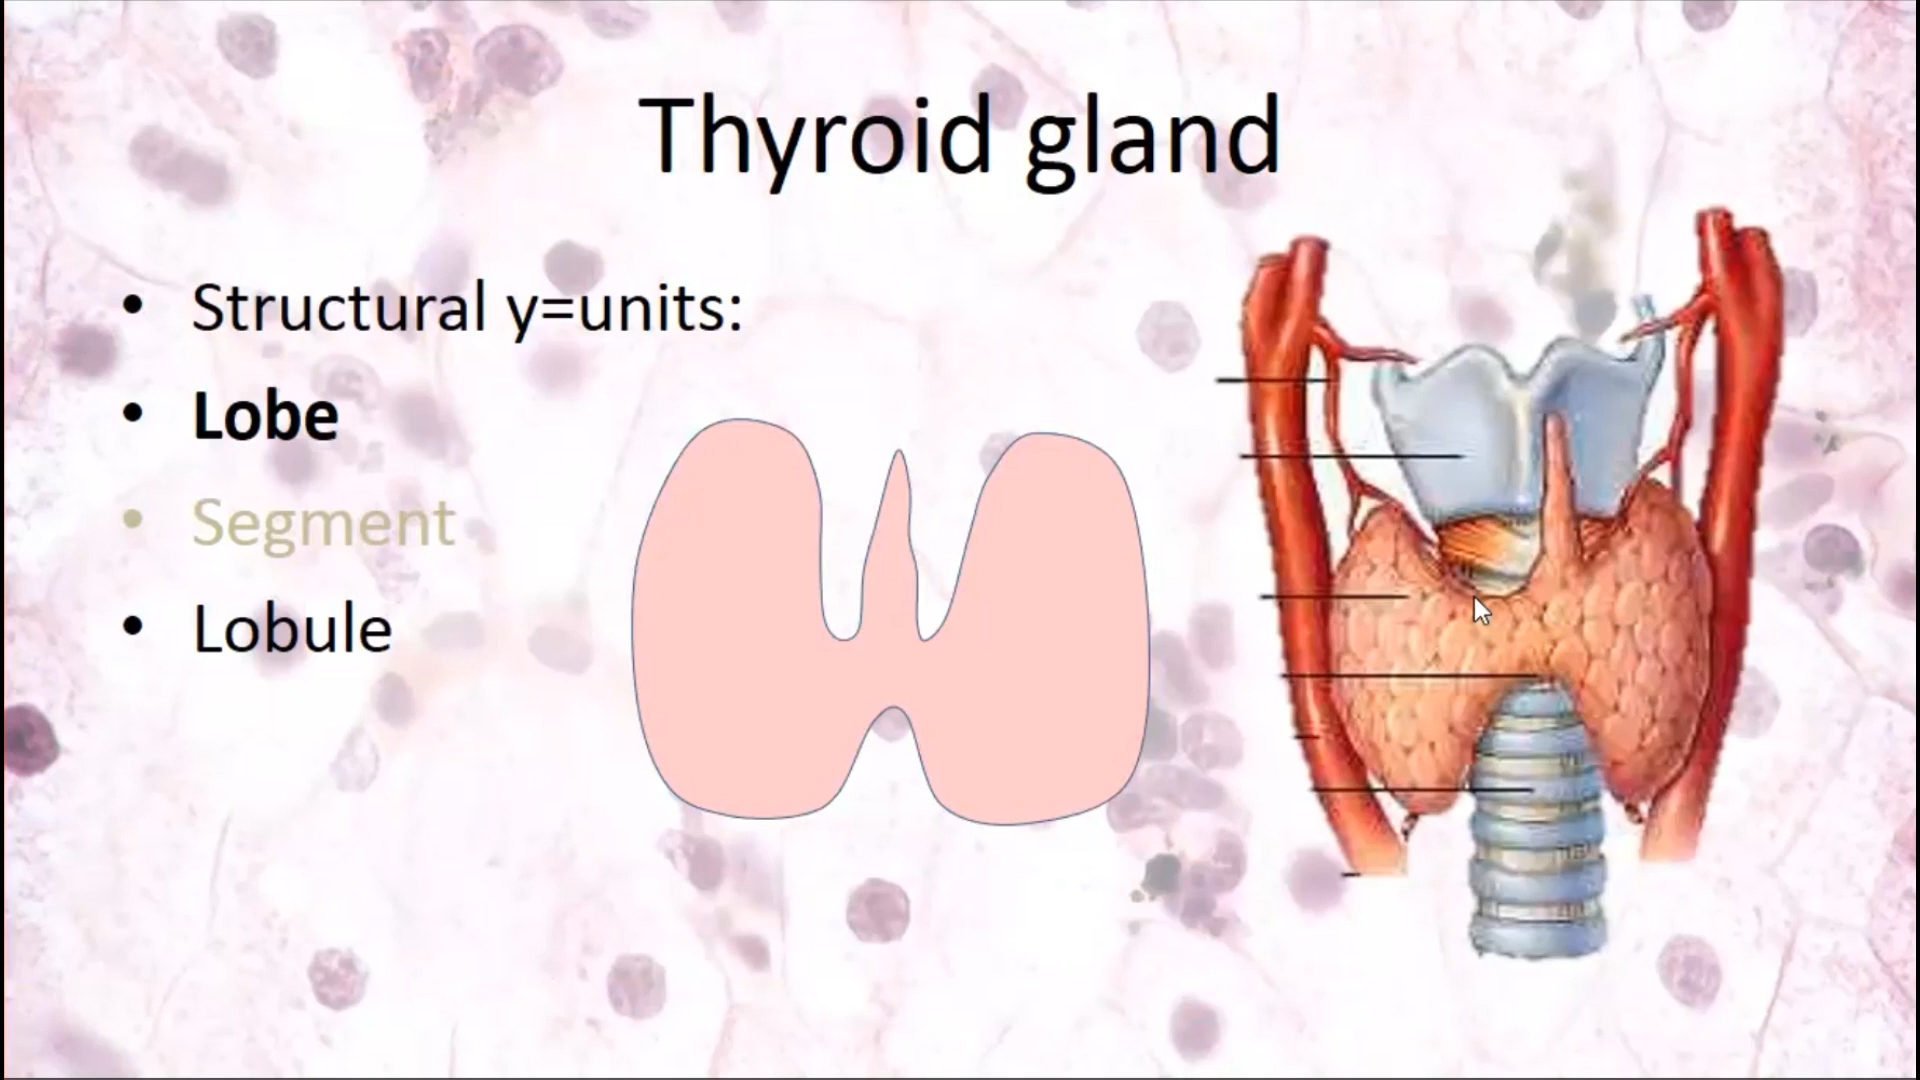 Thyroid gland
• Structural y=units:
• Lobe
• Segment
• Lobule